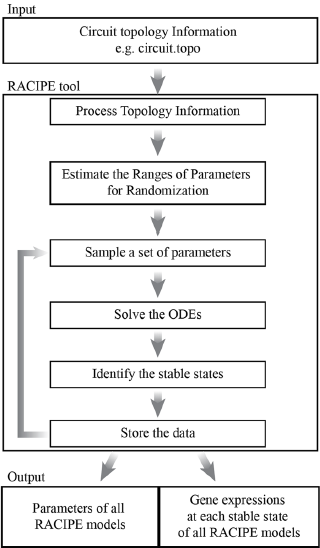 Input
Circuit topology Information
e.g. circuit.topo
RACIPE tool
Process Topology Information
Estimate the Ranges of Parameters
for Randomization
Sample a set of parameters
Solve the ODEs
Identify the stable states
Store the data
Output
Parameters of all
RACIPE models
Gene expressions
at each stable state
of all RACIPE models